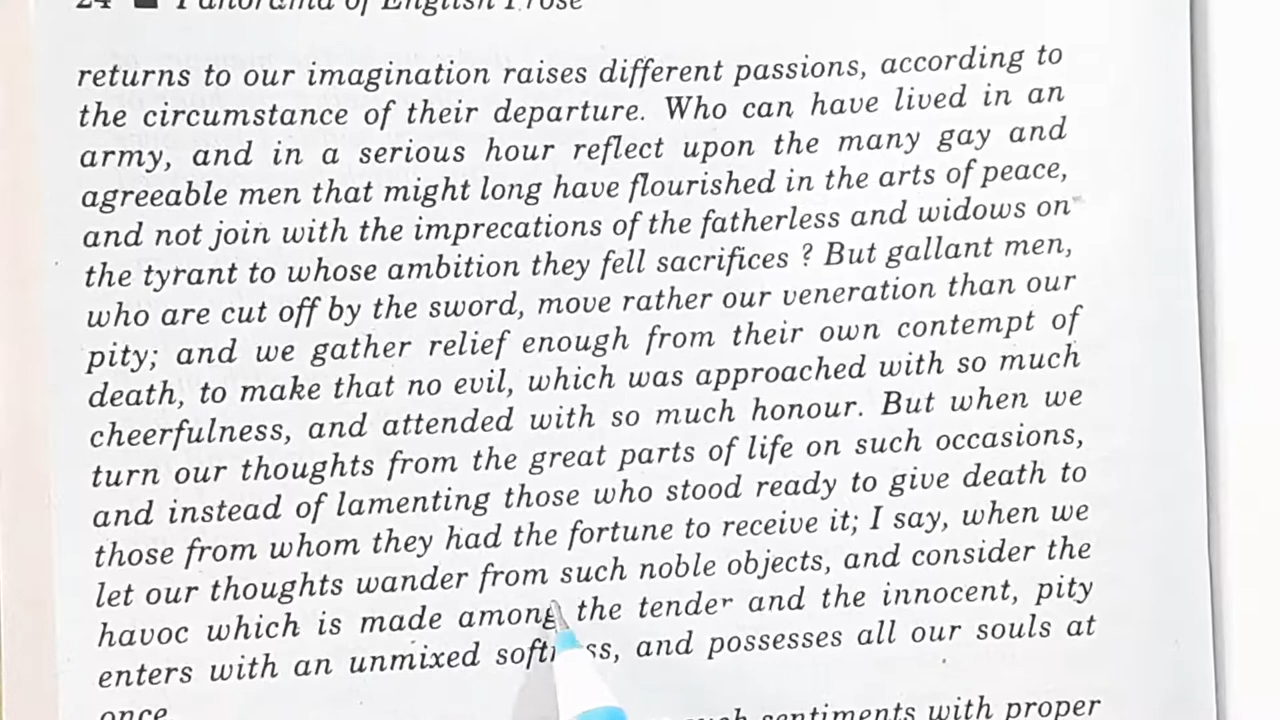 24 Panorama of English Prose
returns to our imagination raises different passions, according to
the circumstance of their departure. Who can have lived in an
army, and in a serious hour reflect upon the many gay and
agreeable men that might long have flourished in the arts of peace,
and not join with the imprecations of the fatherless and widows on
the tyrant to whose ambition they fell sacrifices ? But gallant men,
who are cut off by the sword, move rather our veneration than our
pity; and we gather relief enough from their own contempt of
death, to make that no evil, which was approached with so much
cheerfulness, and attended with so much honour. But when we
turn our thoughts from the great parts of life on such occasions,
and instead of lamenting those who stood ready to give death to
those from whom they had the fortune to receive it; I say, when we
let our thoughts wander from such noble objects, and consider the
havoc which is made among the tender and the innocent, pity
enters with an unmixed softness, and possesses all our souls at
once
sentiments with proper